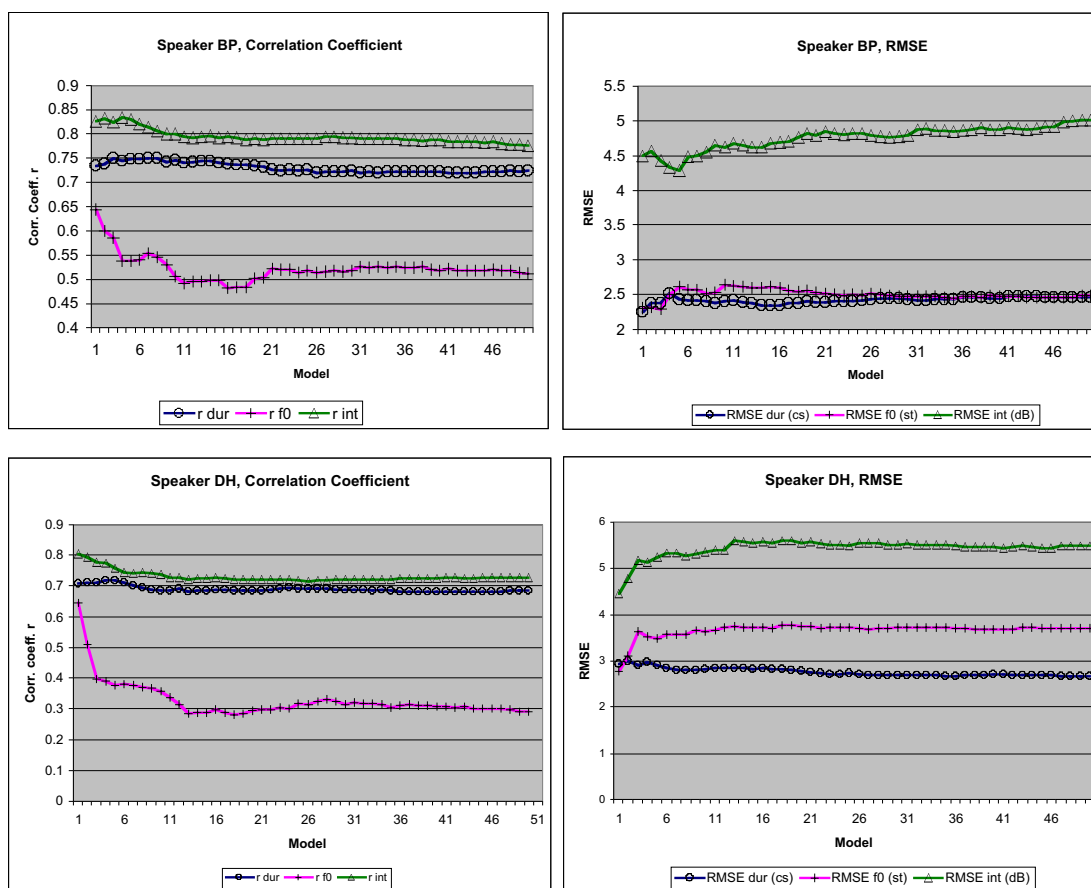 Speaker BP, Correlation Coefficient
Corr. Coeff. r
0.9
0.85
0.8
0.75
0.7
0.65
0.6
0.55
0.5
0.45
0.4
1 6 11 16 21 26 31 36 41 46
Model
r dur r f0 r int
Speaker BP, RMSE
RMSE
5.5
5
4.5
4
3.5
3
2.5
2
1 6 11 16 21 26 31 36 41 46
Model
RMSE dur (cs) RMSE f0 (st) RMSE int (dB)
Speaker DH, Correlation Coefficient
Corr. coeff. r
0.9
0.8
0.7
0.6
0.5
0.4
0.3
0.2
0.1
0
1 6 11 16 21 26 31 36 41 46 51
Model
r dur r f0 r int
Speaker DH, RMSE
RMSE
6
5
4
3
2
1
0
1 6 11 16 21 26 31 36 41 46
Model
RMSE dur (cs) RMSE f0 (st) RMSE int (dB)